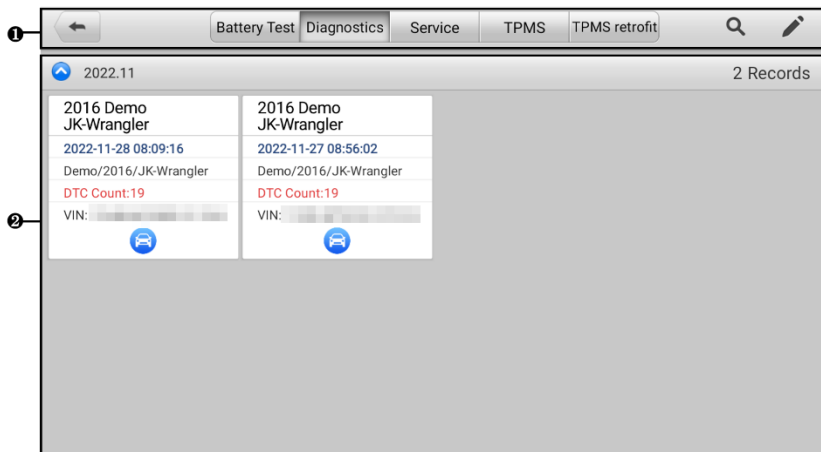 ❶
Battery Test Diagnostics Service TPMS TPMS retrofit
❷
2022.11 2 Records
2016 Demo
JK-Wrangler
2022-11-28 08:09:16
Demo/2016/JK-Wrangler
DTC Count:19
VIN:
2016 Demo
JK-Wrangler
2022-11-27 08:56:02
Demo/2016/JK-Wrangler
DTC Count:19
VIN: